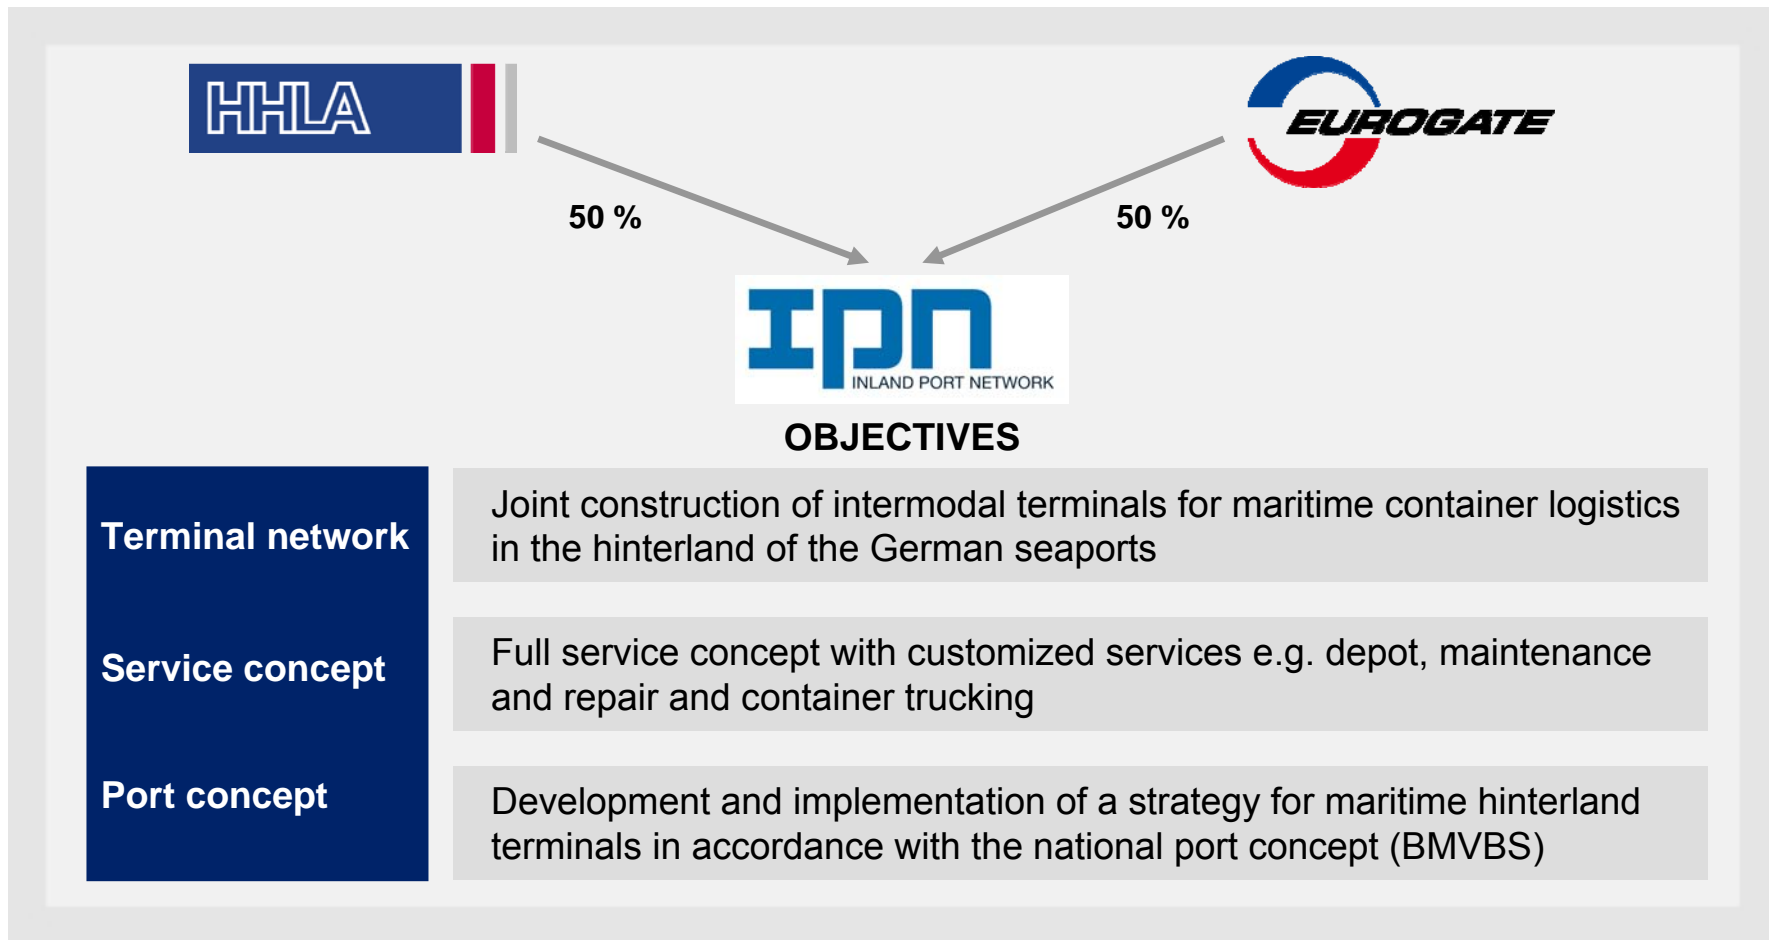 HHLA
EUROGATE
50 %
50 %
ipn
INLAND PORT NETWORK
OBJECTIVES
Terminal network
Joint construction of intermodal terminals for maritime container logistics
in the hinterland of the German seaports
Service concept
Full service concept with customized services e.g. depot, maintenance
and repair and container trucking
Port concept
Development and implementation of a strategy for maritime hinterland
terminals in accordance with the national port concept (BMVBS)